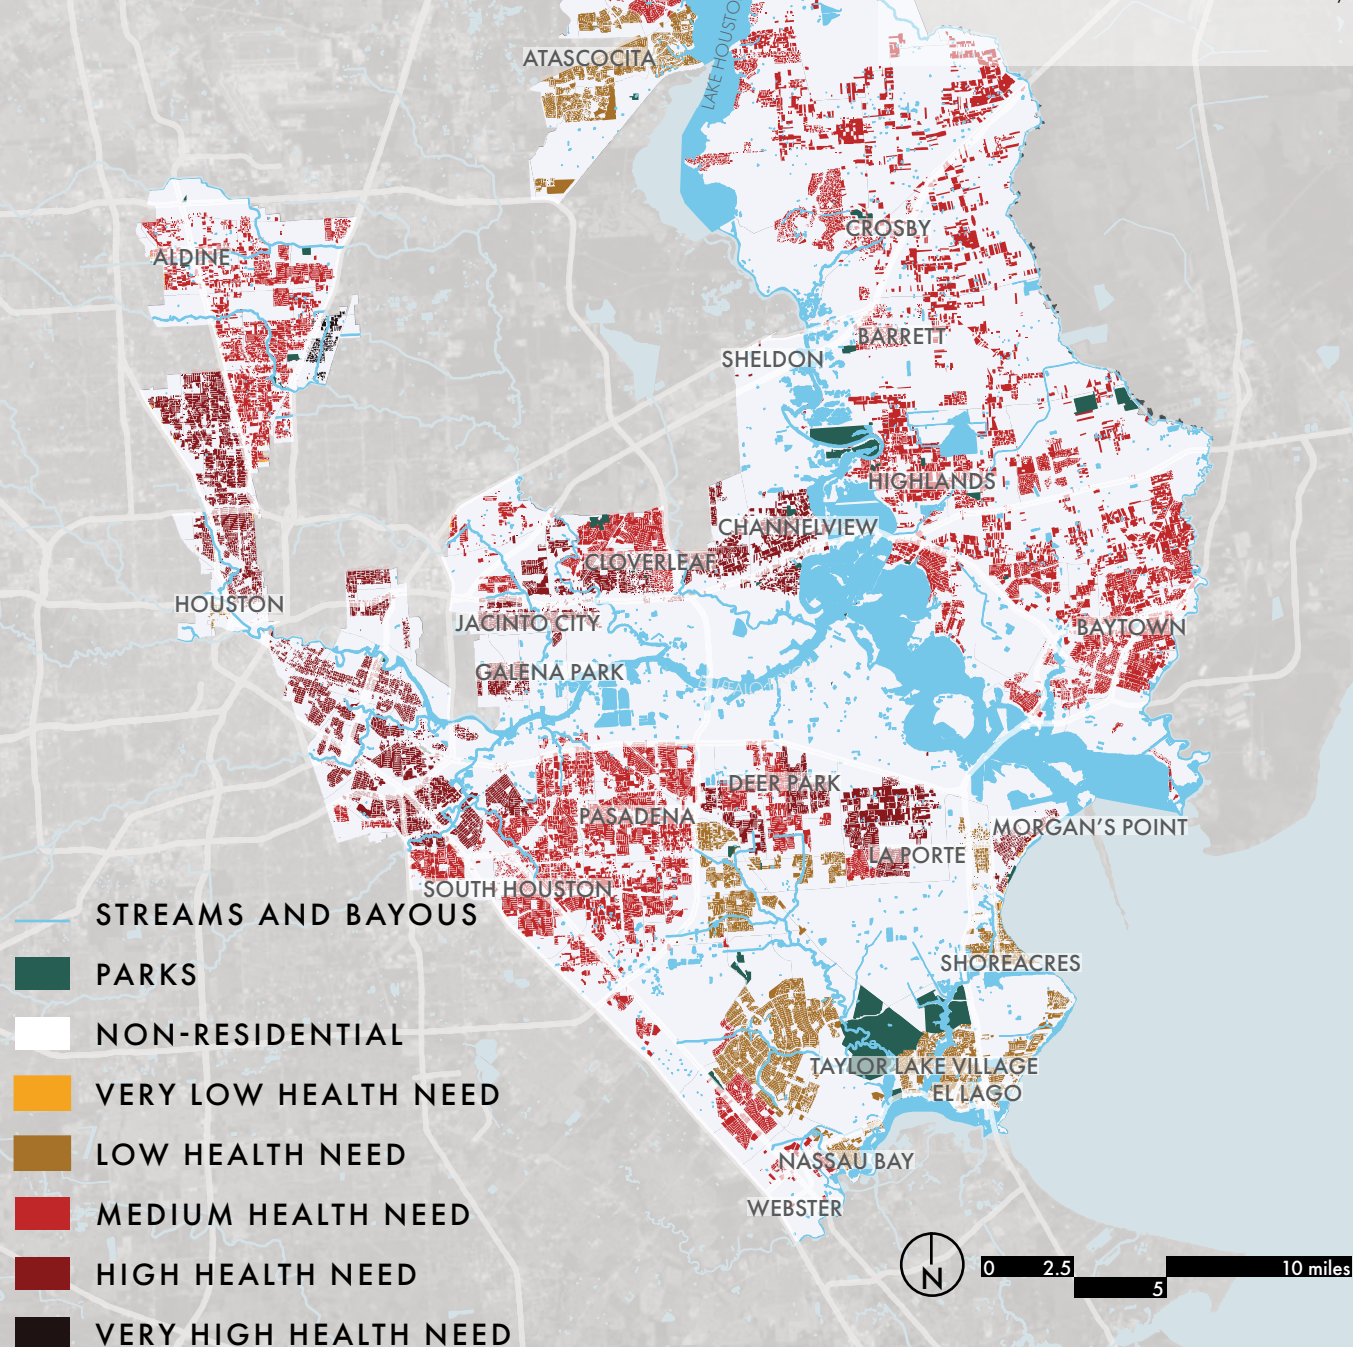 ATASCOCITA
LAKE HOUSTO
CROSBY
ALDINE
BARRETT
SHELDON
HIGHLANDS
CHANNELVIEW
CLOVERLEAF
HOUSTON
JACINTO CITY
BAYTOWN
GALENA PARK
DEER PARK
PASADENA
MORGAN'S POINT
LA PORTE
SOUTH HOUSTON
SHOREACRES
TAYLOR LAKE VILLAGE
EL LAGO
NASSAU BAY
WEBSTER
STREAMS AND BAYOUS
PARKS
NON-RESIDENTIAL
VERY LOW HEALTH NEED
LOW HEALTH NEED
MEDIUM HEALTH NEED
HIGH HEALTH NEED
VERY HIGH HEALTH NEED
N
0 2.5 10 miles
5